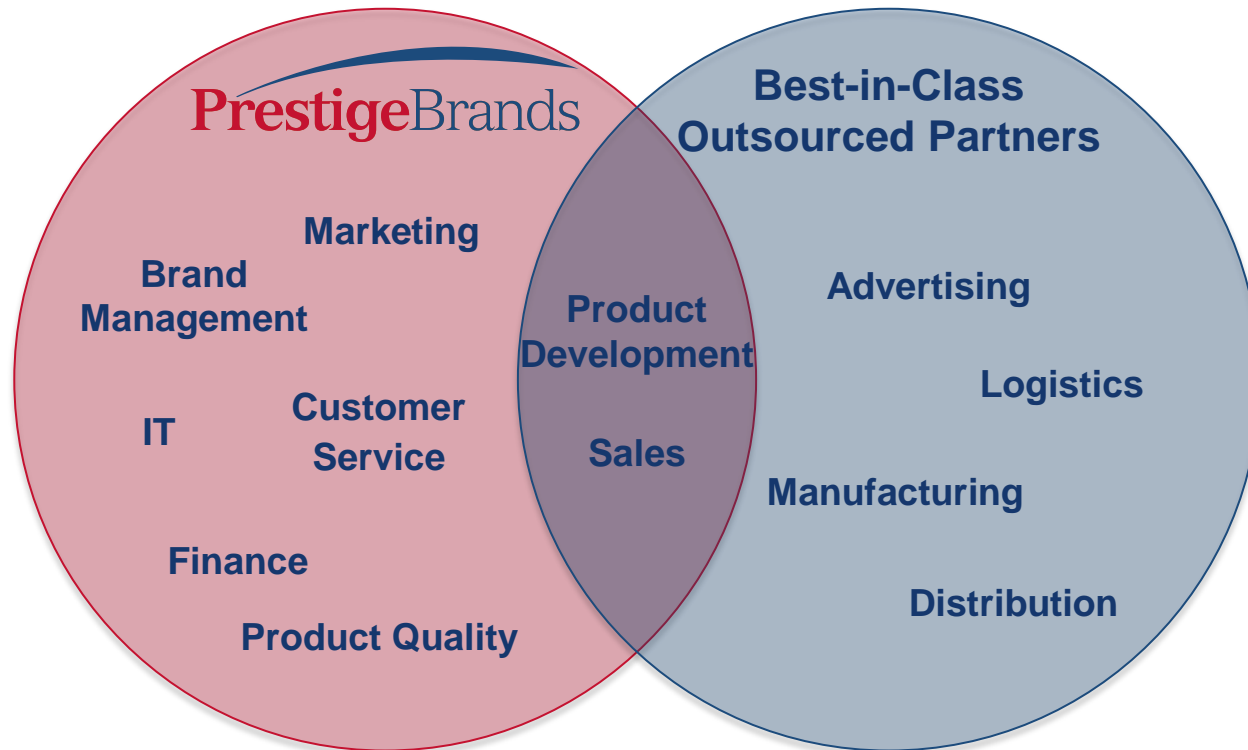 PrestigeBrands
Marketing
Brand
Management
IT
Customer
Service
Finance
Product Quality
Product
Development
Sales
Best-in-Class
Outsourced Partners
Advertising
Logistics
Manufacturing
Distribution